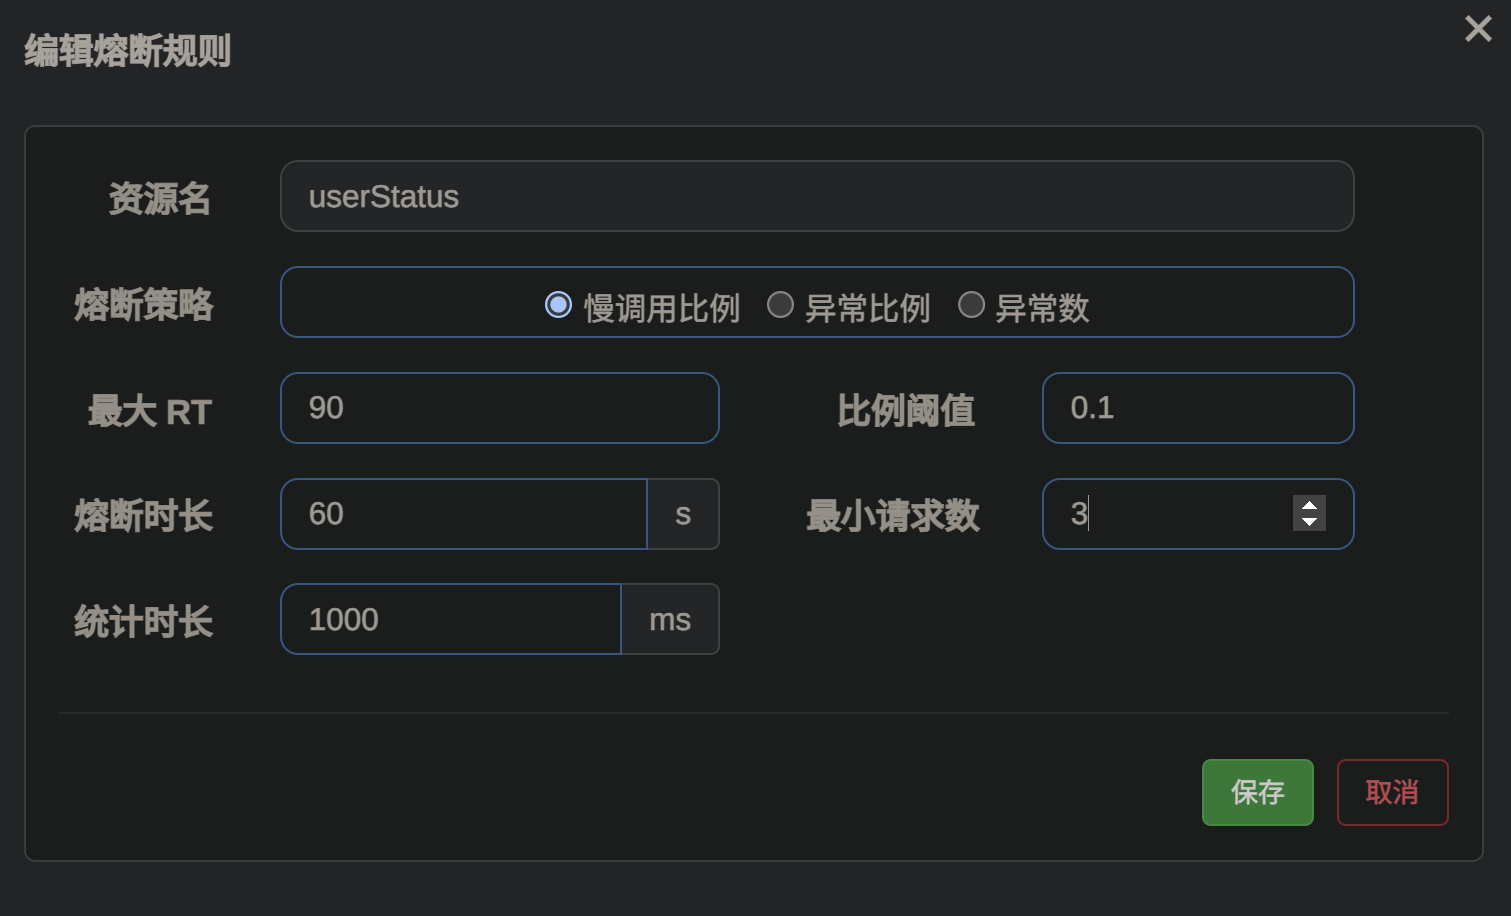 编辑熔断规则
资源名 userStatus
熔断策略 慢调用比例 异常比例 异常数
最大 RT 90 比例阈值 0.1
熔断时长 60 s 最小请求数 3
统计时长 1000 ms
保存 取消